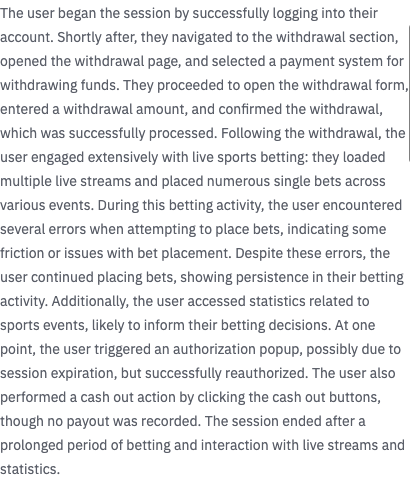 The user began the session by successfully logging into their
account. Shortly after, they navigated to the withdrawal section,
opened the withdrawal page, and selected a payment system for
withdrawing funds. They proceeded to open the withdrawal form,
entered a withdrawal amount, and confirmed the withdrawal,
which was successfully processed. Following the withdrawal, the
user engaged extensively with live sports betting: they loaded
multiple live streams and placed numerous single bets across
various events. During this betting activity, the user encountered
several errors when attempting to place bets, indicating some
friction or issues with bet placement. Despite these errors, the
user continued placing bets, showing persistence in their betting
activity. Additionally, the user accessed statistics related to
sports events, likely to inform their betting decisions. At one
point, the user triggered an authorization popup, possibly due to
session expiration, but successfully reauthorized. The user also
performed a cash out action by clicking the cash out buttons,
though no payout was recorded. The session ended after a
prolonged period of betting and interaction with live streams and
statistics.